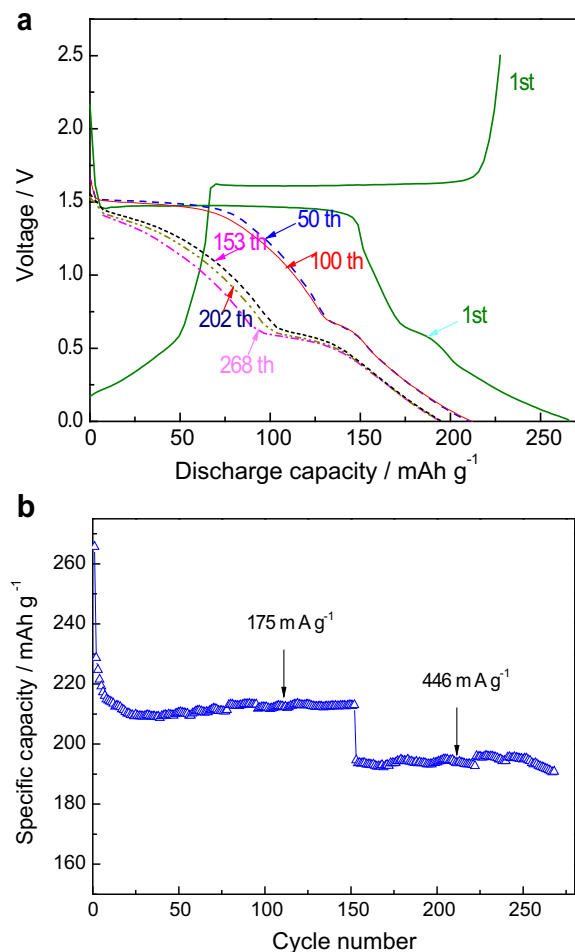 a
2.5
2.0
1.5
1.0
0.5
0.0
Voltage / V
1st
50 th
153 th
100 th
202 th
1st
268 th
0
50
100
150
200
250
Discharge capacity / mAh g⁻¹
b
260
240
220
200
180
160
Specific capacity / mAh g⁻¹
175 mA g⁻¹
446 mA g⁻¹
0
50
100
150
200
250
Cycle number